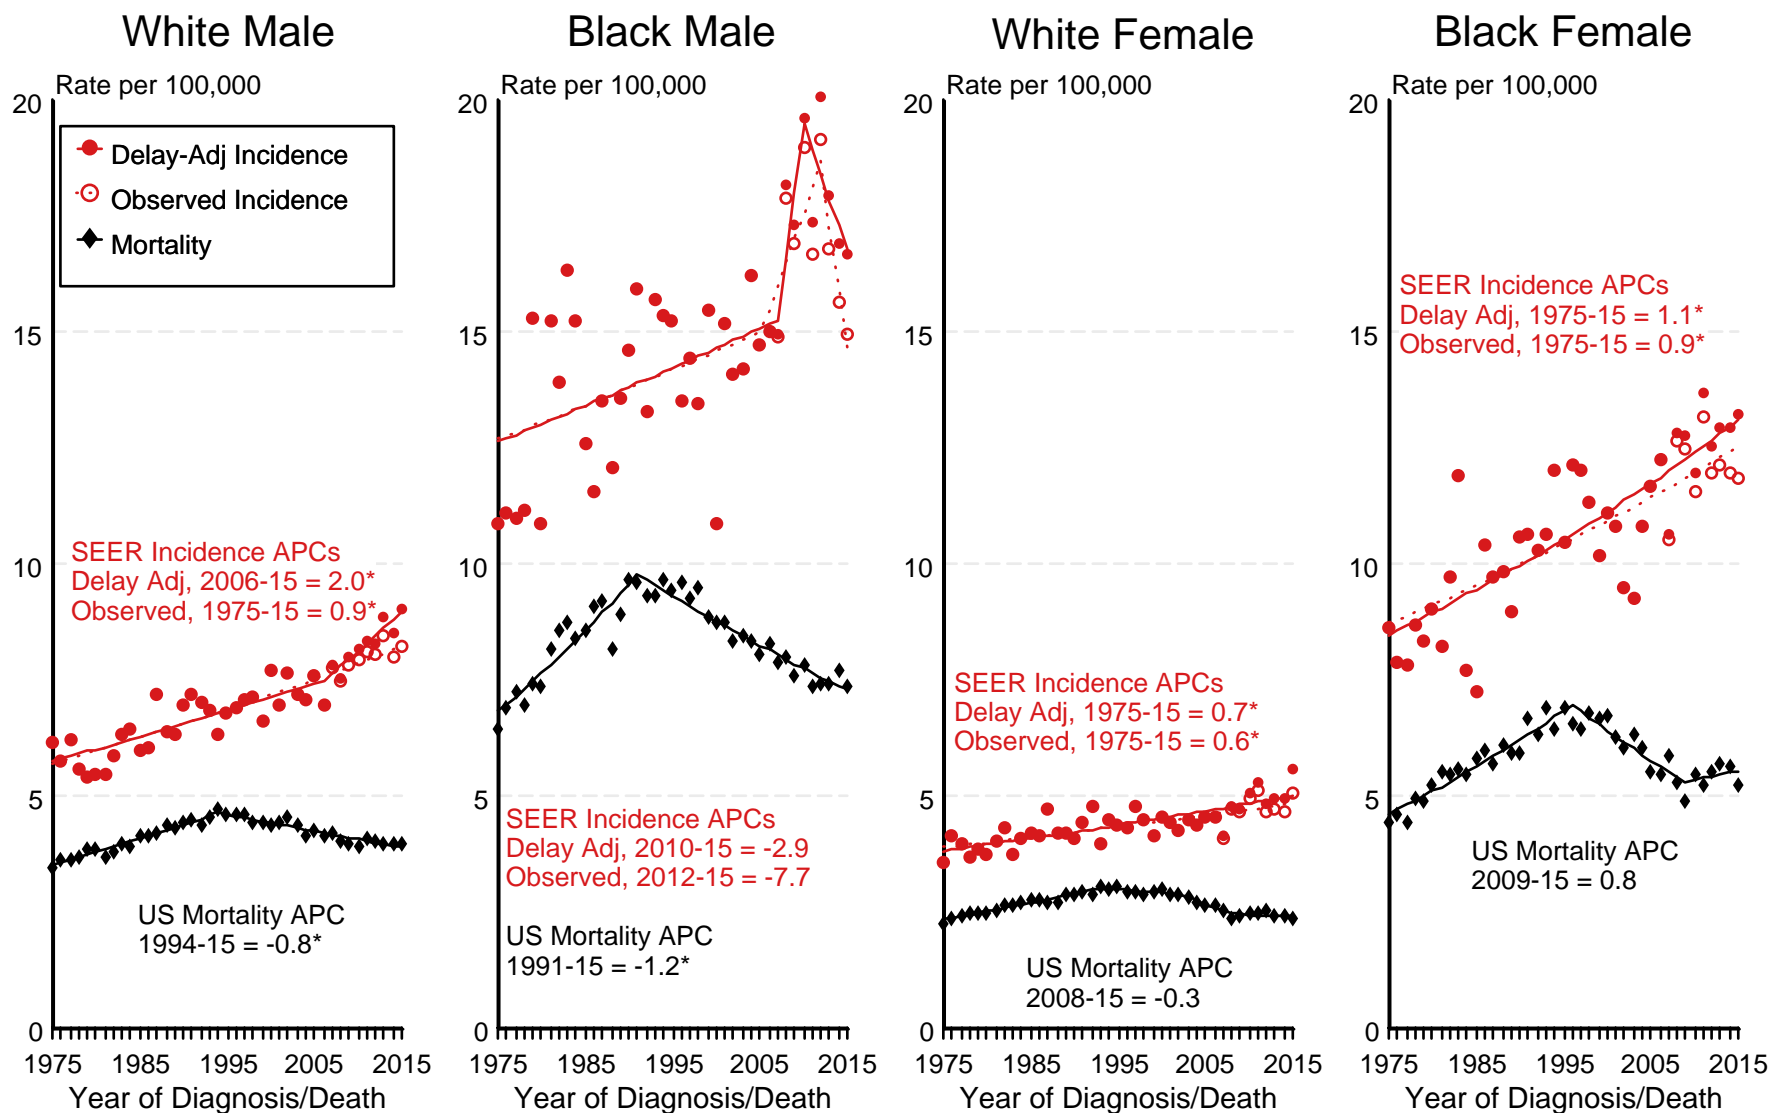 White Male
Rate per 100,000
20
15
10
5
0
Delay-Adj Incidence
Observed Incidence
Mortality
SEER Incidence APCs
Delay Adj, 2006-15 = 2.0*
Observed, 1975-15 = 0.9*
US Mortality APC
1994-15 = -0.8*
1975 1985 1995 2005 2015
Year of Diagnosis/Death
Black Male
Rate per 100,000
20
15
10
5
0
SEER Incidence APCs
Delay Adj, 2010-15 = -2.9
Observed, 2012-15 = -7.7
US Mortality APC
1991-15 = -1.2*
1975 1985 1995 2005 2015
Year of Diagnosis/Death
White Female
Rate per 100,000
20
15
10
5
0
SEER Incidence APCs
Delay Adj, 1975-15 = 0.7*
Observed, 1975-15 = 0.6*
US Mortality APC
2008-15 = -0.3
1975 1985 1995 2005 2015
Year of Diagnosis/Death
Black Female
Rate per 100,000
20
15
10
5
0
SEER Incidence APCs
Delay Adj, 1975-15 = 1.1*
Observed, 1975-15 = 0.9*
US Mortality APC
2009-15 = 0.8
1975 1985 1995 2005 2015
Year of Diagnosis/Death